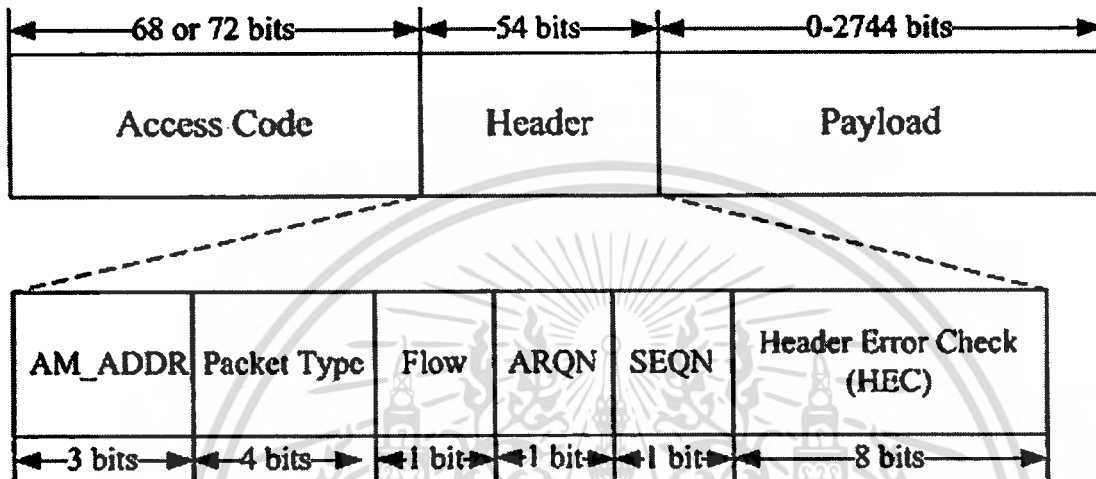 68 or 72 bits 54 bits 0-2744 bits
Access Code Header Payload
AM_ADDR Packet Type Flow ARQN SEQN Header Error Check
(HEC)
3 bits 4 bits 1 bit 1 bit 1 bit 8 bits